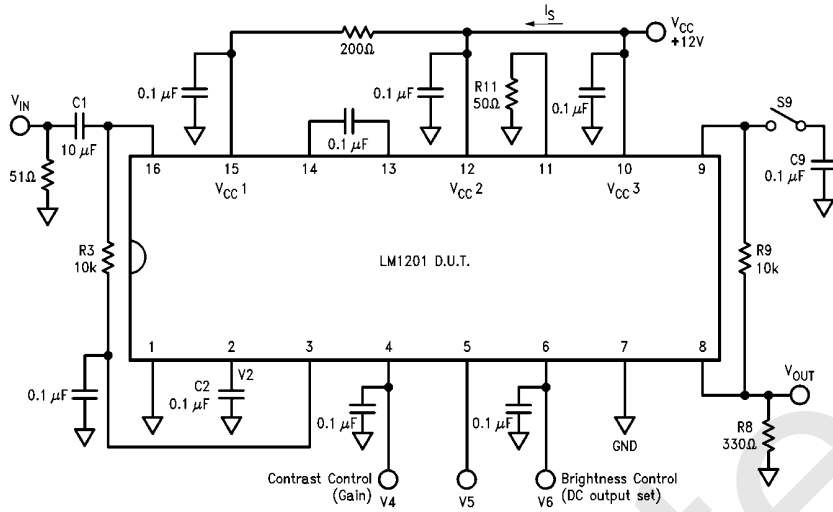 I_S
V_CC
+12V
200Ω
0.1 μF
0.1 μF
R11
50Ω
0.1 μF
S9
V_IN
C1
10 μF
0.1 μF
C9
0.1 μF
51Ω
16 15 14 13 12 11 10 9
V_CC 1 V_CC 2 V_CC 3
R3
10k
LM1201 D.U.T.
R9
10k
1 2 3 4 5 6 7 8
V2
C2
0.1 μF
0.1 μF
0.1 μF
0.1 μF
V_OUT
R8
330Ω
GND
Contrast Control
(Gain)
V4
V5
V6
Brightness Control
(DC output set)